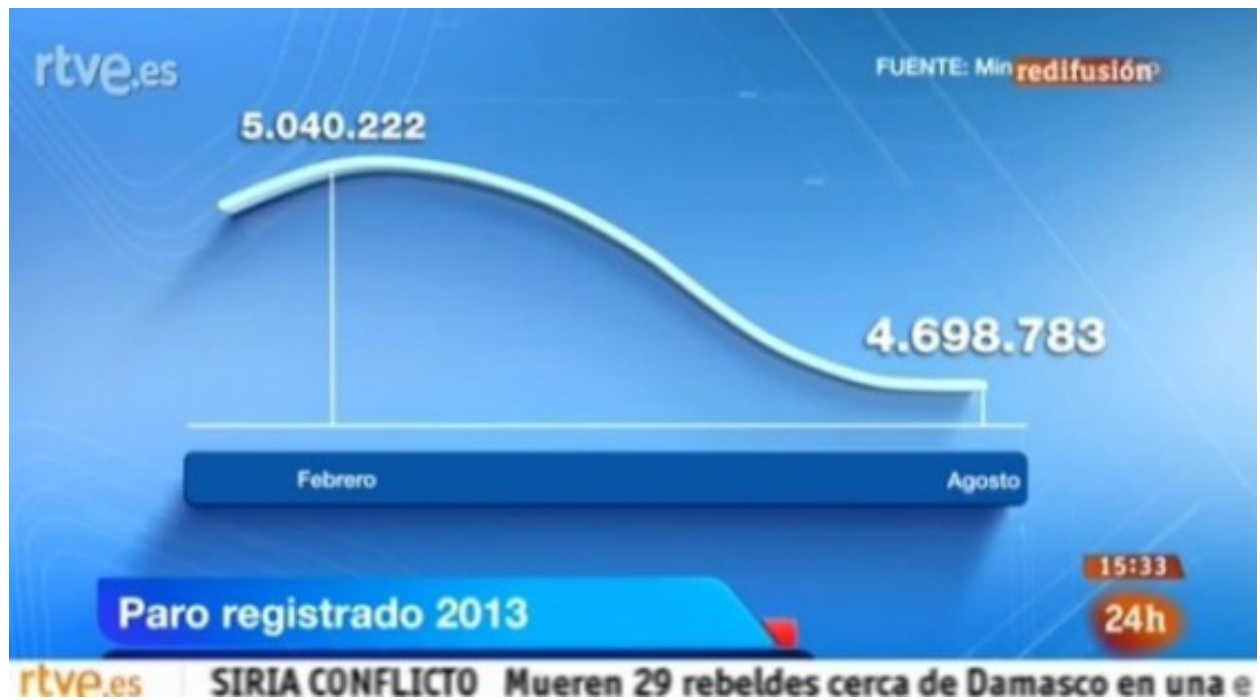 rtve.es
FUENTE: Min redifusión
5.040.222
4.698.783
Febrero
Agosto
15:33
Paro registrado 2013
24h
rtve.es SIRIA CONFLICTO Mueren 29 rebeldes cerca de Damasco en una